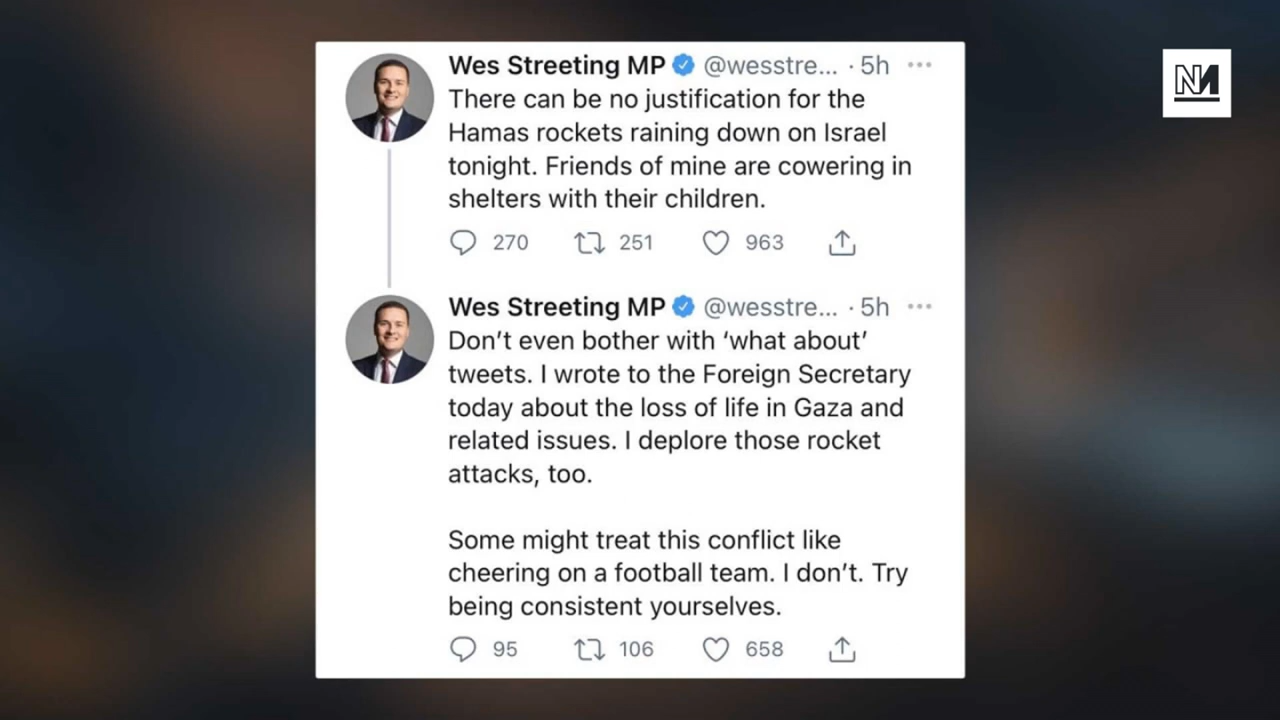 Wes Streeting MP @wesstre... · 5h
There can be no justification for the
Hamas rockets raining down on Israel
tonight. Friends of mine are cowering in
shelters with their children.
270 251 963
Wes Streeting MP @wesstre... · 5h
Don’t even bother with ‘what about’
tweets. I wrote to the Foreign Secretary
today about the loss of life in Gaza and
related issues. I deplore those rocket
attacks, too.
Some might treat this conflict like
cheering on a football team. I don’t. Try
being consistent yourselves.
95 106 658
NM